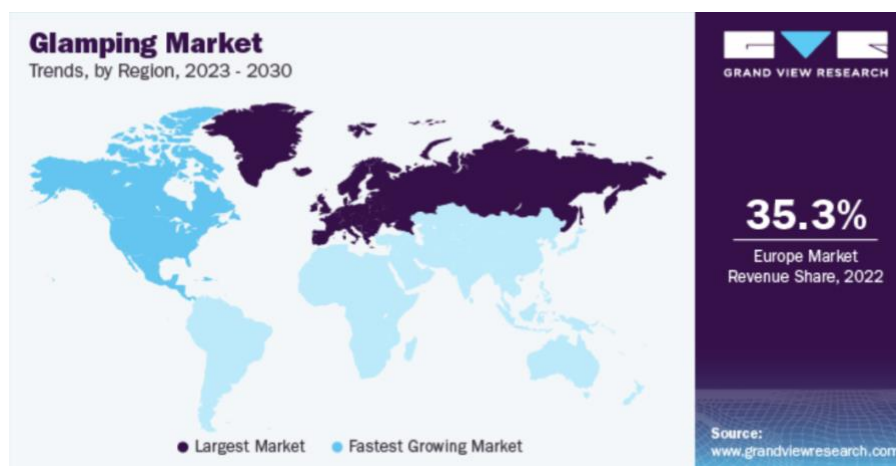 Glamping Market
Trends, by Region, 2023 - 2030
GRAND VIEW RESEARCH
35.3%
Europe Market
Revenue Share, 2022
Largest Market
Fastest Growing Market
Source:
www.grandviewresearch.com